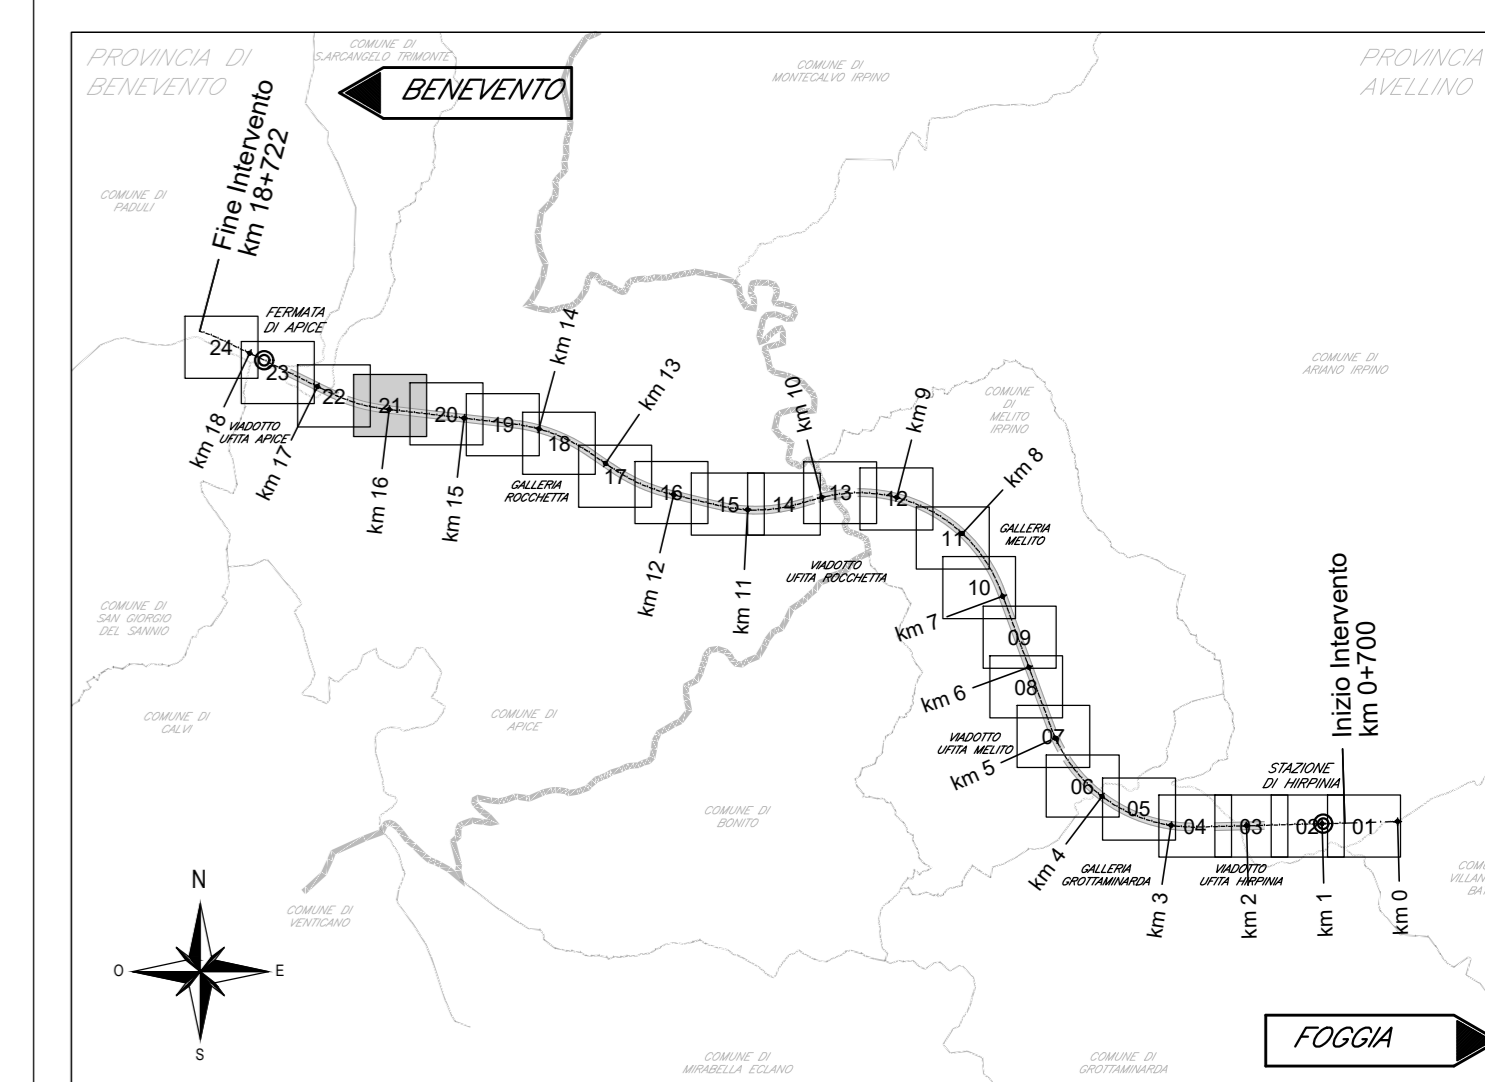 PROVINCIA DI
BENEVENTO
COMUNE DI
S.ARCANGELO TRIMONTE
BENEVENTO
COMUNE DI
MONTECALVO IRPINO
PROVINCIA
AVELLINO
Fine Intervento
km 18+722
COMUNE DI
PADULI
FERMATA
DI APICE
24
23
22
21
20
19
18
17
16
15
14
13
12
11
10
09
08
07
06
05
04
03
02
01
km 18
km 17
km 16
km 15
km 14
km 13
km 12
km 11
km 10
km 9
km 8
km 7
km 6
km 5
km 4
km 3
km 2
km 1
km 0
VIADOTTO
UFITA APICE
GALLERIA
ROCCHETTA
VIADOTTO
UFITA ROCCHETTA
GALLERIA
MELITO
COMUNE
DI
MELITO
IRPINO
COMUNE DI
ARIANO IRPINO
Inizio Intervento
km 0+700
COMUNE DI
SAN GIORGIO
DEL SANNIO
COMUNE DI
CALVI
COMUNE DI
APICE
VIADOTTO
UFITA MELITO
STAZIONE
DI HIRPINIA
COMUNE DI
BONITO
GALLERIA
GROTTAMINARDA
VIADOTTO
UFITA HIRPINIA
COMUNE DI
VENTICANO
N
O
E
S
COMUNE DI
MIRABELLA ECLANO
COMUNE DI
GROTTAMINARDA
FOGGIA